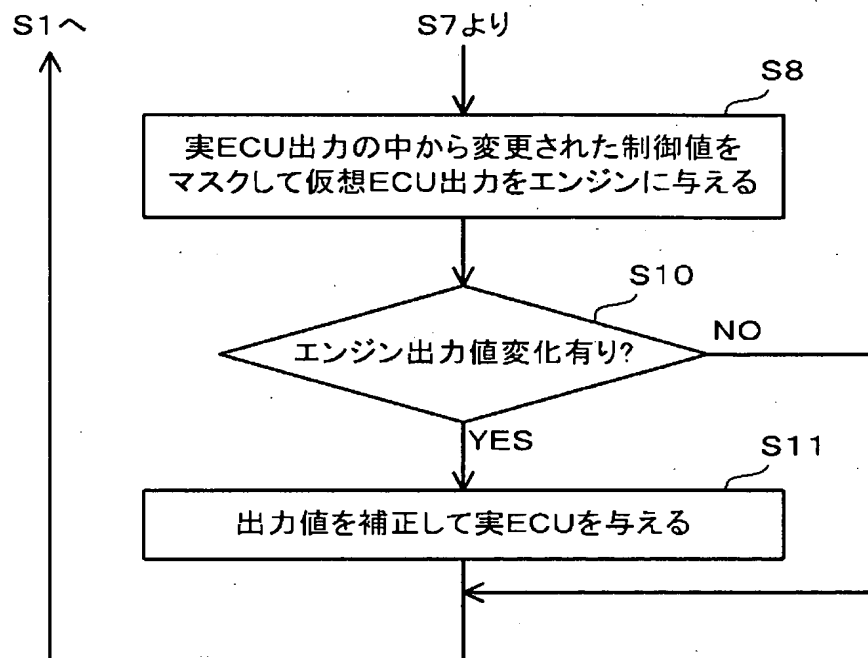 S1へ
S7より
S8
実ECU出力の中から変更された制御値を
マスクして仮想ECU出力をエンジンに与える
S10
エンジン出力値変化有り?
NO
YES
S11
出力値を補正して実ECUを与える